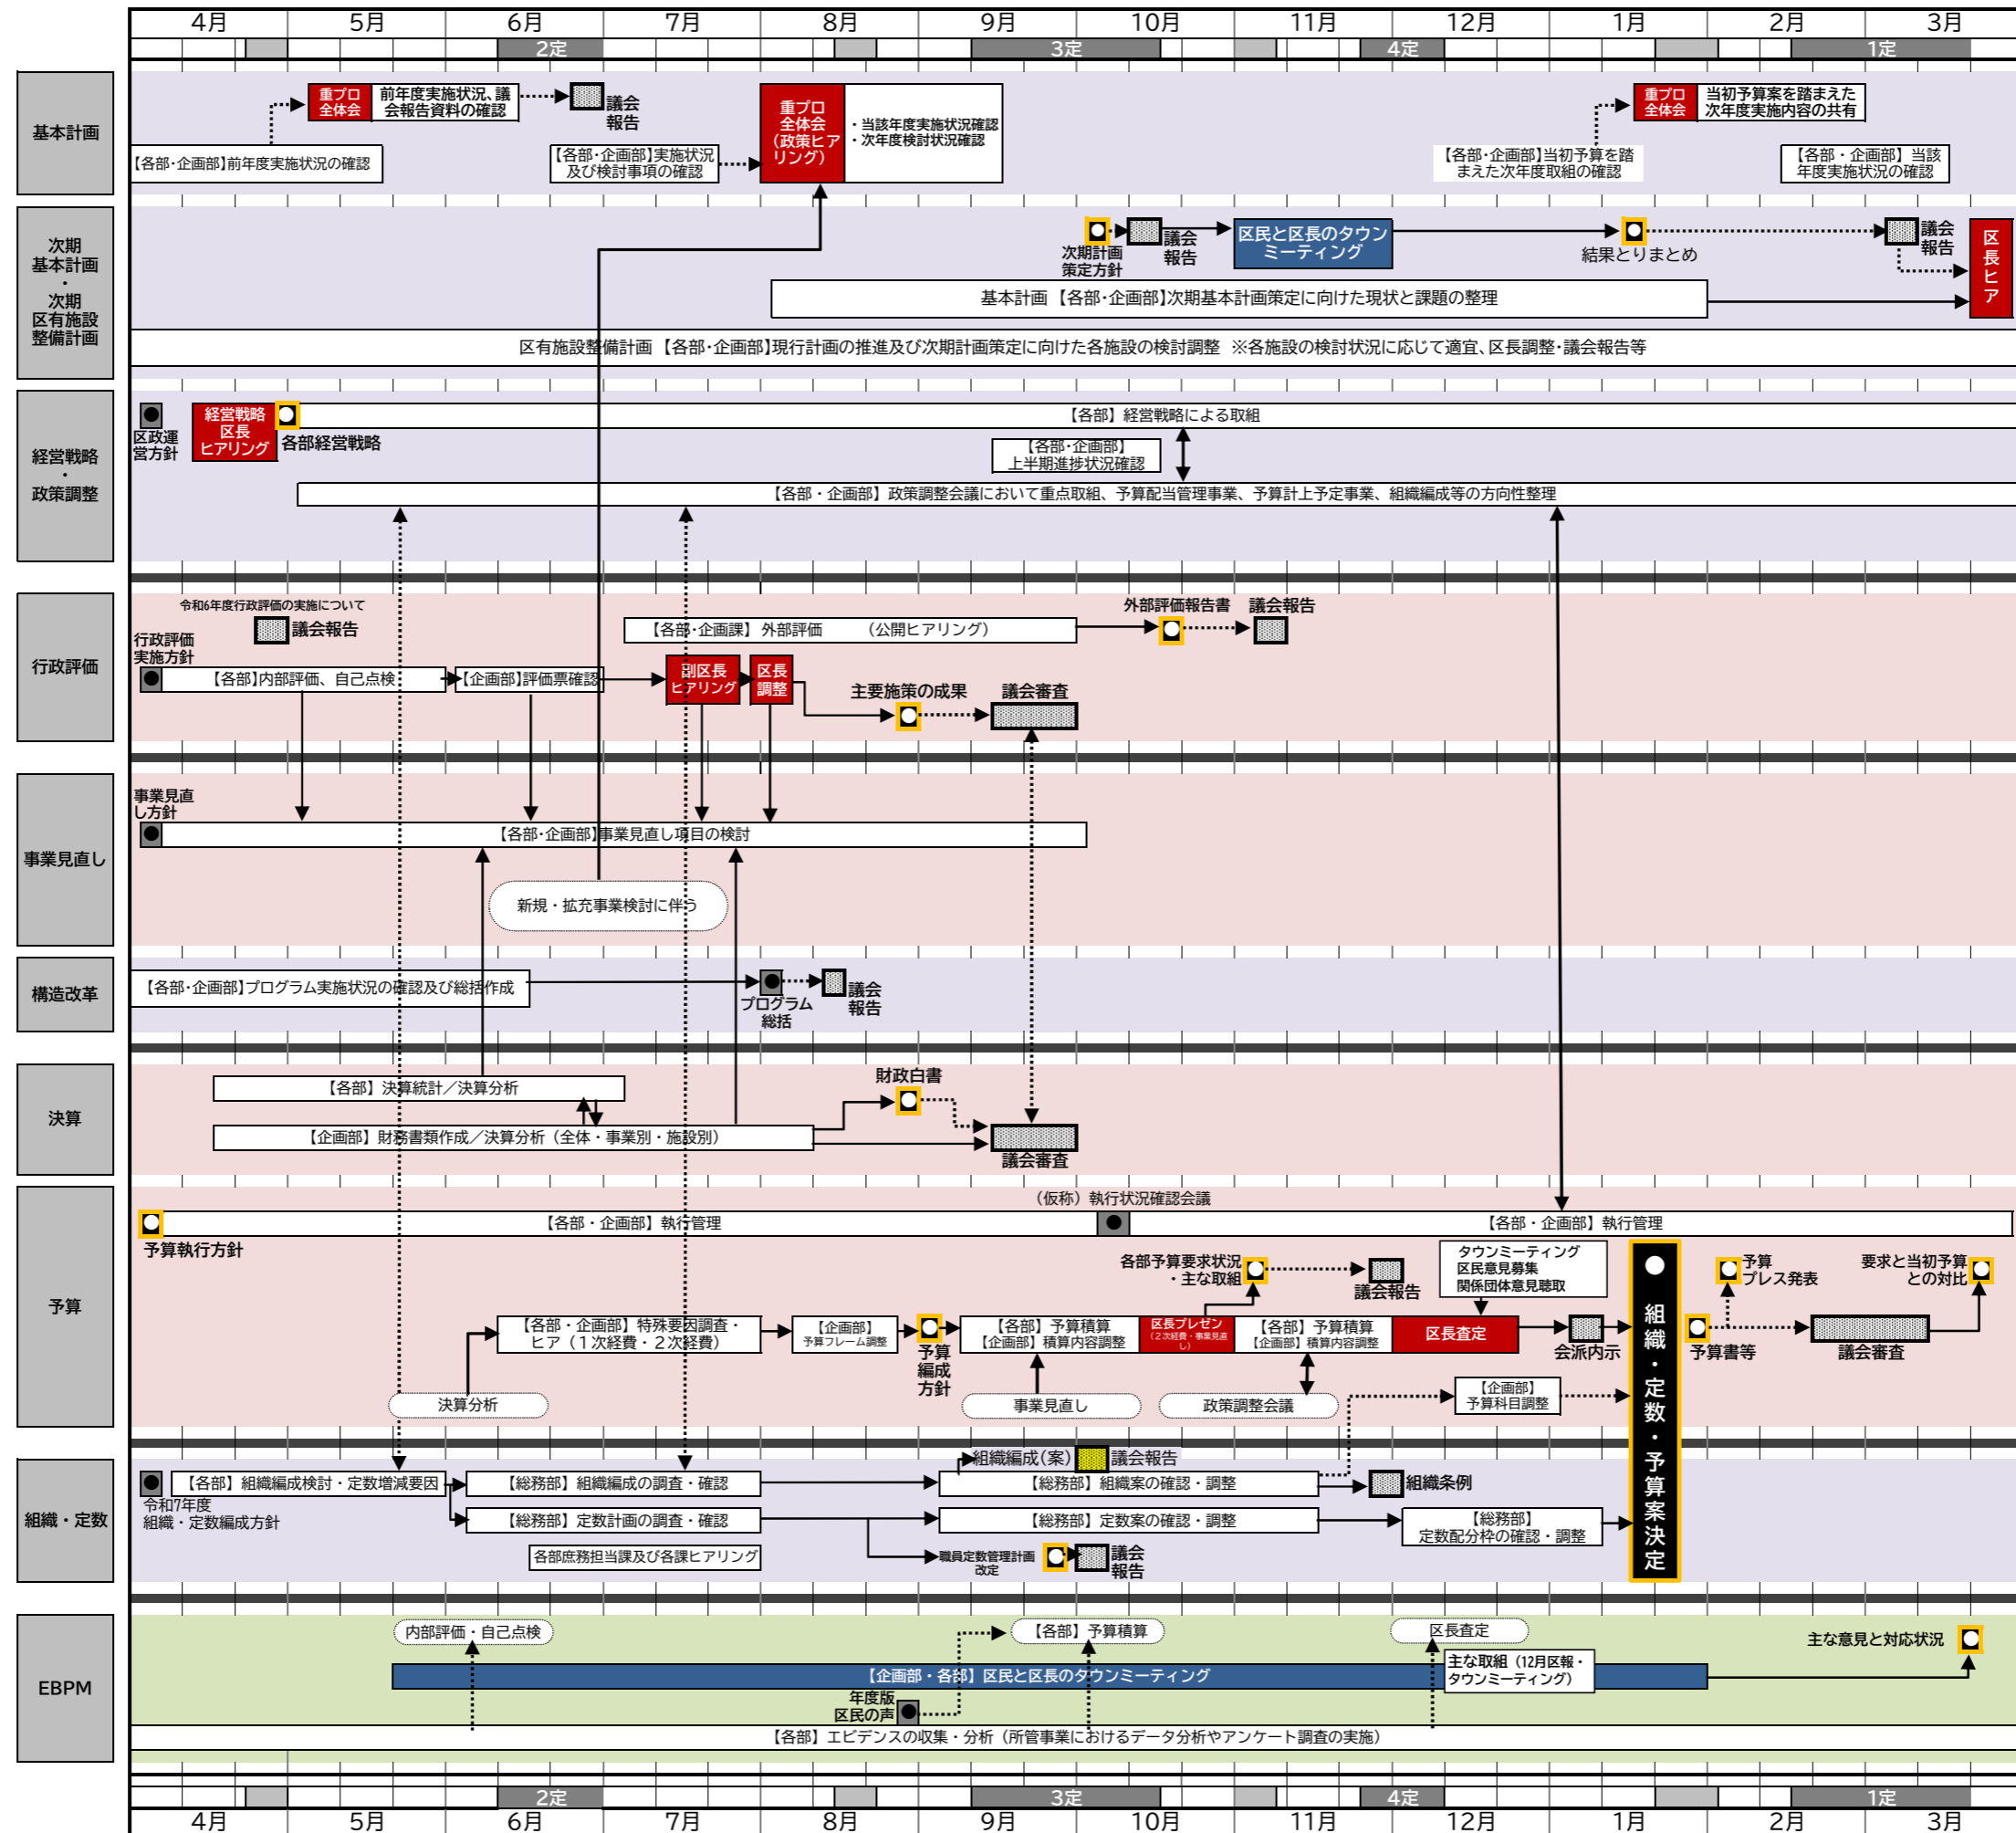 4月 5月 6月 7月 8月 9月 10月 11月 12月 1月 2月 3月
2定 3定 4定 1定
基本計画
重プロ
全体会
前年度実施状況、議
会報告資料の確認
議会
報告
【各部・企画部】前年度実施状況の確認
【各部・企画部】実施状況
及び検討事項の確認
重プロ
全体会
(政策ヒア
リング)
・当該年度実施状況確認
・次年度検討状況確認
【各部・企画部】当初予算を踏
まえた次年度取組の確認
重プロ
全体会
当初予算案を踏まえた
次年度実施内容の共有
【各部・企画部】当該
年度実施状況の確認
次期
基本計画
・
次期
区有施設
整備計画
次期計画
策定方針
議会
報告
区民と区長のタウン
ミーティング
結果とりまとめ
議会
報告
区長ヒア
基本計画 【各部・企画部】次期基本計画策定に向けた現状と課題の整理
区有施設整備計画 【各部・企画部】現行計画の推進及び次期計画策定に向けた各施設の検討調整 ※各施設の検討状況に応じて適宜、区長調整・議会報告等
経営戦略
・
政策調整
区政運
営方針
経営戦略
区長
ヒアリング
各部経営戦略
【各部】経営戦略による取組
【各部・企画部】
上半期進捗状況確認
【各部・企画部】政策調整会議において重点取組、予算配当管理事業、予算計上予定事業、組織編成等の方向性整理
行政評価
令和6年度行政評価の実施について
議会報告
行政評価
実施方針
【各部】内部評価、自己点検
【企画部】評価票確認
【各部・企画課】外部評価 (公開ヒアリング)
副区長
ヒアリング
区長
調整
主要施策の成果
議会審査
外部評価報告書
議会報告
事業見直し
事業見直
し方針
【各部・企画部】事業見直し項目の検討
新規・拡充事業検討に伴う
構造改革
【各部・企画部】プログラム実施状況の確認及び総括作成
プログラム
総括
議会
報告
決算
【各部】決算統計／決算分析
【企画部】財務書類作成／決算分析(全体・事業別・施設別)
財政白書
議会審査
予算
(仮称)執行状況確認会議
【各部・企画部】執行管理
【各部・企画部】執行管理
予算執行方針
各部予算要求状況
・主な取組
議会報告
タウンミーティング
区民意見募集
関係団体意見聴取
予算
プレス発表
要求と当初予算
との対比
【各部・企画部】特殊要因調査・
ヒア(1次経費・2次経費)
【企画部】
予算フレーム調整
予算
編成
方針
【各部】予算積算
【企画部】積算内容調整
区長プレゼン
(2次経費・事業見直
し)
【各部】予算積算
【企画部】積算内容調整
区長査定
会派内示
予算書等
議会審査
決算分析
事業見直し
政策調整会議
【企画部】
予算科目調整
組織・定数・予算案決定
組織・定数
組織編成(案)
議会報告
【各部】組織編成検討・定数増減要因
【総務部】組織編成の調査・確認
【総務部】組織案の確認・調整
組織条例
令和7年度
組織・定数編成方針
【総務部】定数計画の調査・確認
【総務部】定数案の確認・調整
【総務部】
定数配分枠の確認・調整
各部庶務担当課及び各課ヒアリング
職員定数管理計画
改定
議会
報告
EBPM
内部評価・自己点検
【各部】予算積算
区長査定
主な意見と対応状況
【企画部・各部】区民と区長のタウンミーティング
主な取組(12月区報・
タウンミーティング)
年度版
区民の声
【各部】エビデンスの収集・分析(所管事業におけるデータ分析やアンケート調査の実施)
2定 3定 4定 1定
4月 5月 6月 7月 8月 9月 10月 11月 12月 1月 2月 3月